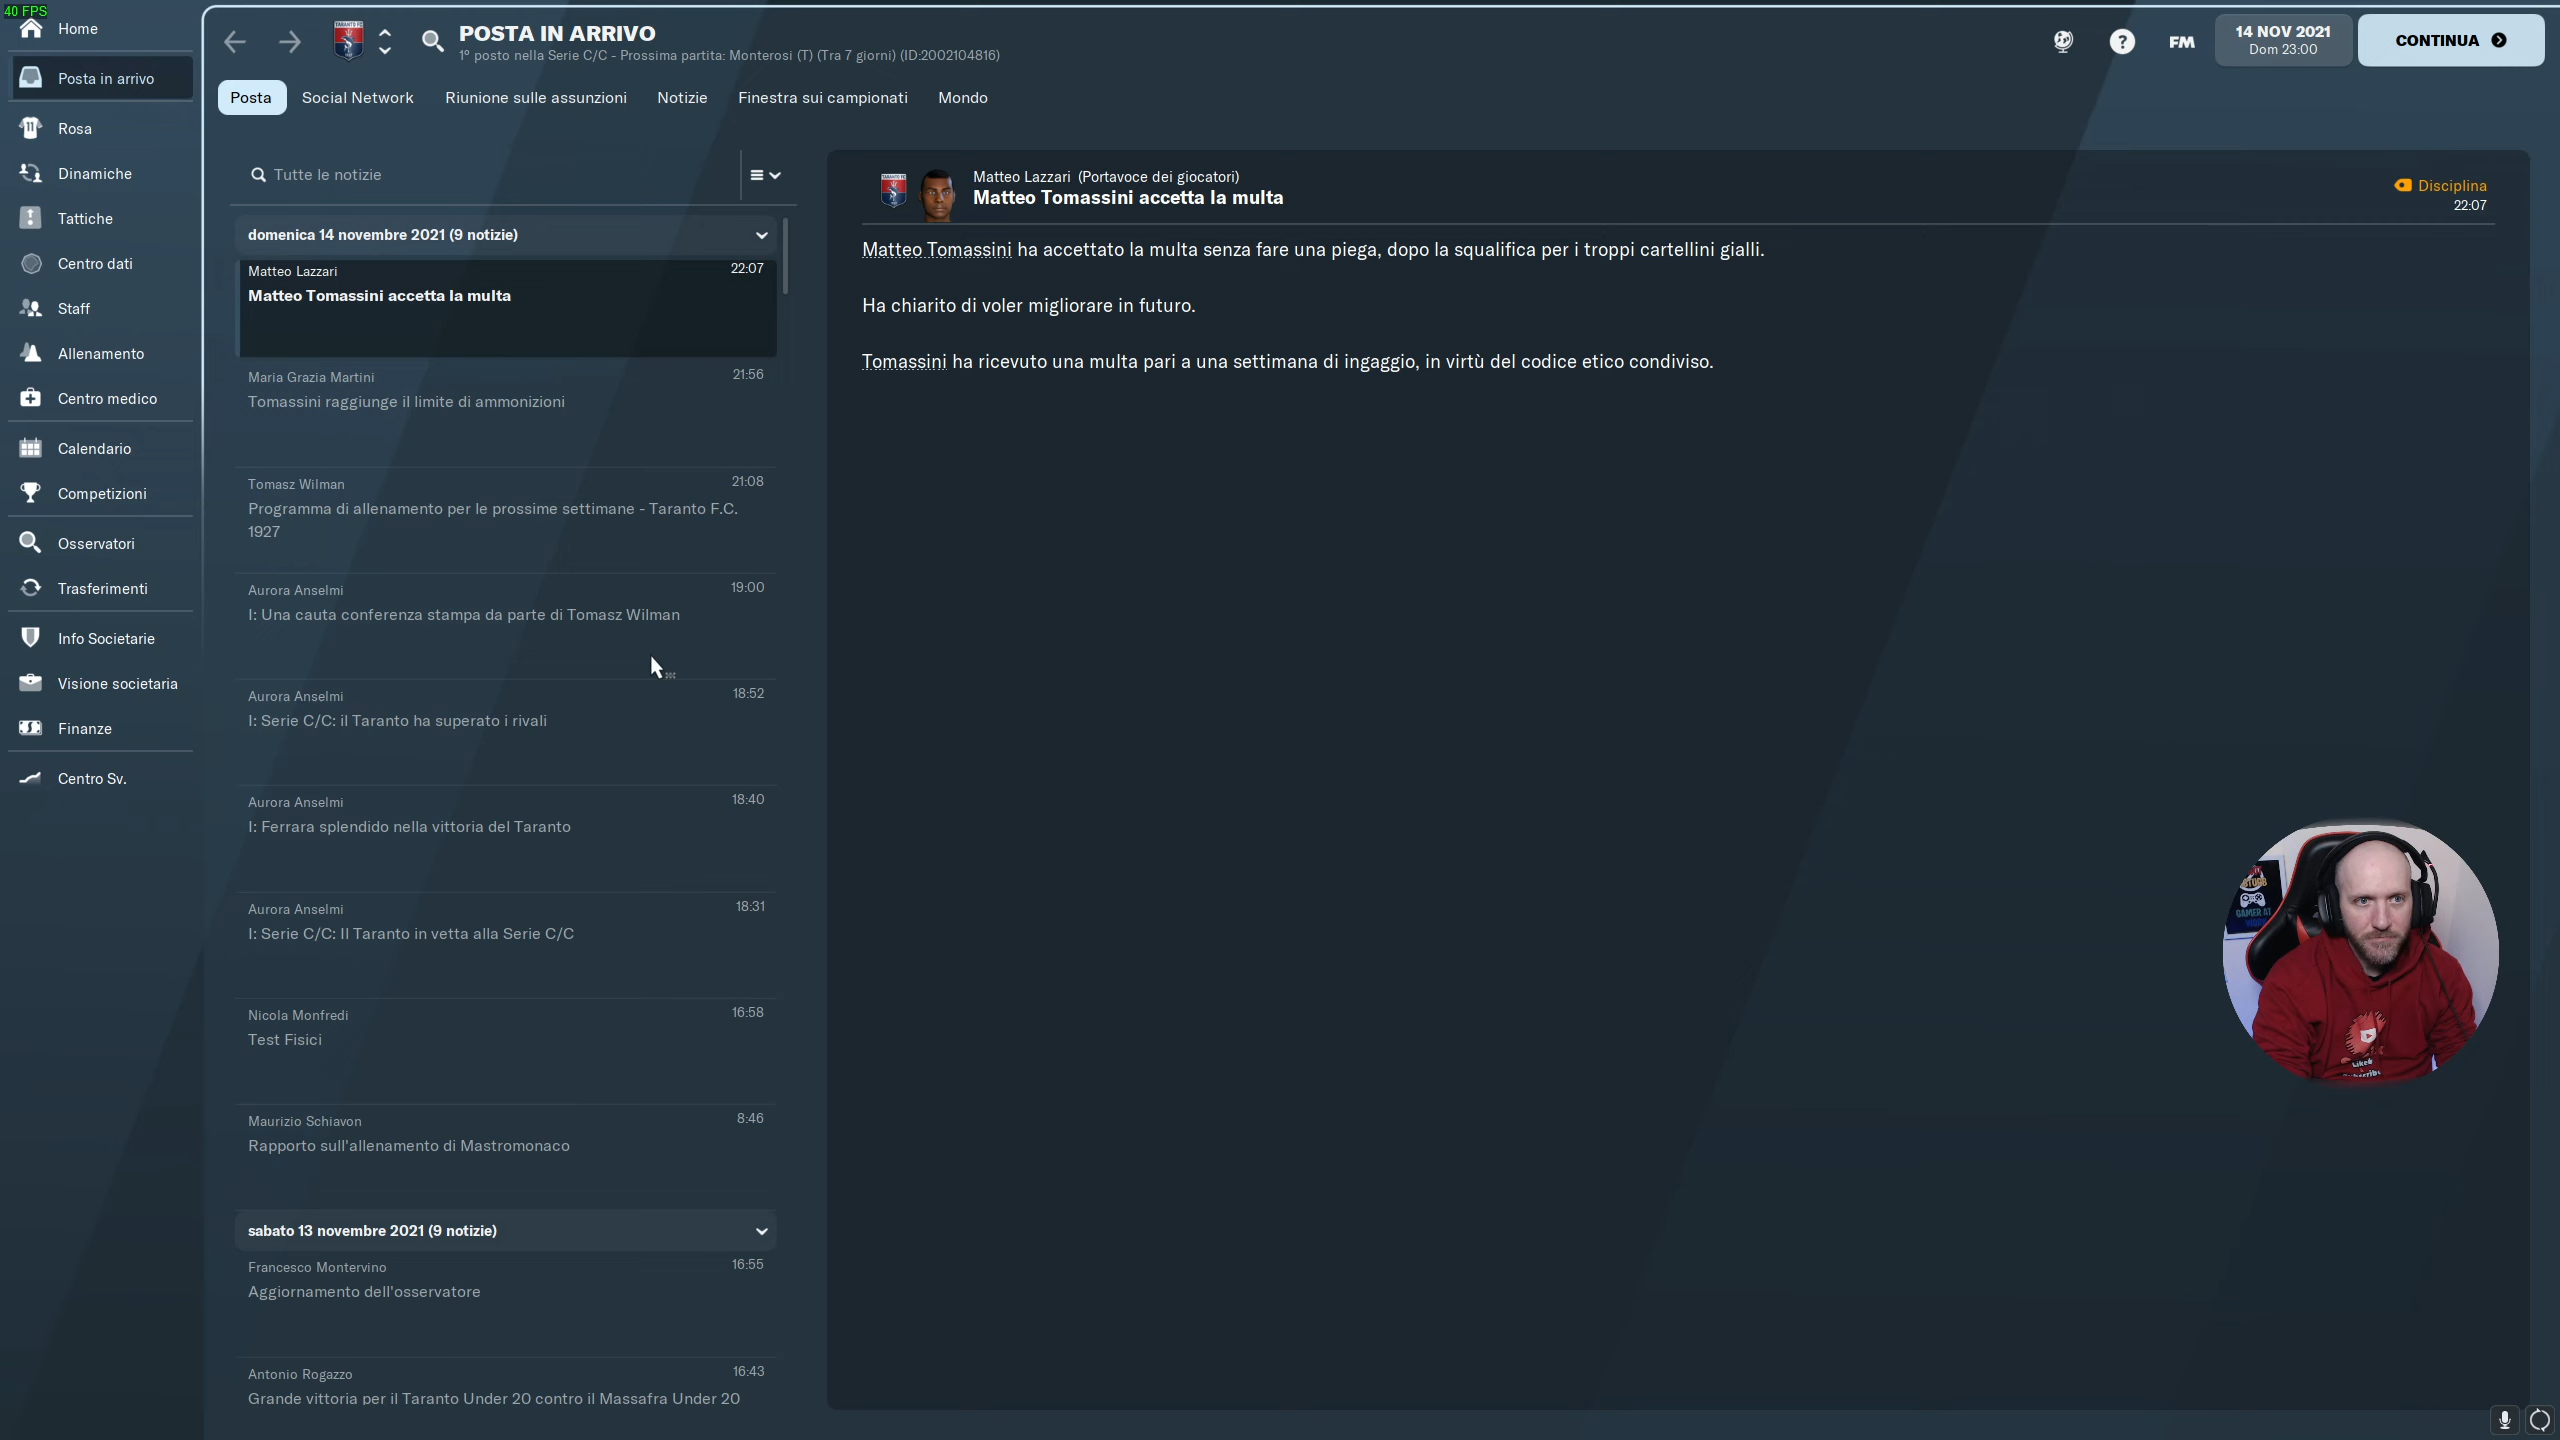 40 FPS
Home
Posta in arrivo
Rosa
Dinamiche
Tattiche
Centro dati
Staff
Allenamento
Centro medico
Calendario
Competizioni
Osservatori
Trasferimenti
Info Societarie
Visione societaria
Finanze
Centro Sv.
TARANTO FC
POSTA IN ARRIVO
1° posto nella Serie C/C - Prossima partita: Monterosi (T) (Tra 7 giorni) (ID:2002104816)
?
FM
14 NOV 2021
Dom 23:00
CONTINUA
Posta
Social Network
Riunione sulle assunzioni
Notizie
Finestra sui campionati
Mondo
Tutte le notizie
domenica 14 novembre 2021 (9 notizie)
Matteo Lazzari 22:07
Matteo Tomassini accetta la multa
Maria Grazia Martini 21:56
Tomassini raggiunge il limite di ammonizioni
Tomasz Wilman 21:08
Programma di allenamento per le prossime settimane - Taranto F.C.
1927
Aurora Anselmi 19:00
I: Una cauta conferenza stampa da parte di Tomasz Wilman
Aurora Anselmi 18:52
I: Serie C/C: il Taranto ha superato i rivali
Aurora Anselmi 18:40
I: Ferrara splendido nella vittoria del Taranto
Aurora Anselmi 18:31
I: Serie C/C: Il Taranto in vetta alla Serie C/C
Nicola Monfredi 16:58
Test Fisici
Maurizio Schiavon 8:46
Rapporto sull'allenamento di Mastromonaco
sabato 13 novembre 2021 (9 notizie)
Francesco Montervino 16:55
Aggiornamento dell'osservatore
Antonio Rogazzo 16:43
Grande vittoria per il Taranto Under 20 contro il Massafra Under 20
TARANTO FC
Matteo Lazzari (Portavoce dei giocatori)
Matteo Tomassini accetta la multa
Disciplina
22:07
Matteo Tomassini ha accettato la multa senza fare una piega, dopo la squalifica per i troppi cartellini gialli.
Ha chiarito di voler migliorare in futuro.
Tomassini ha ricevuto una multa pari a una settimana di ingaggio, in virtù del codice etico condiviso.
GAMER AT